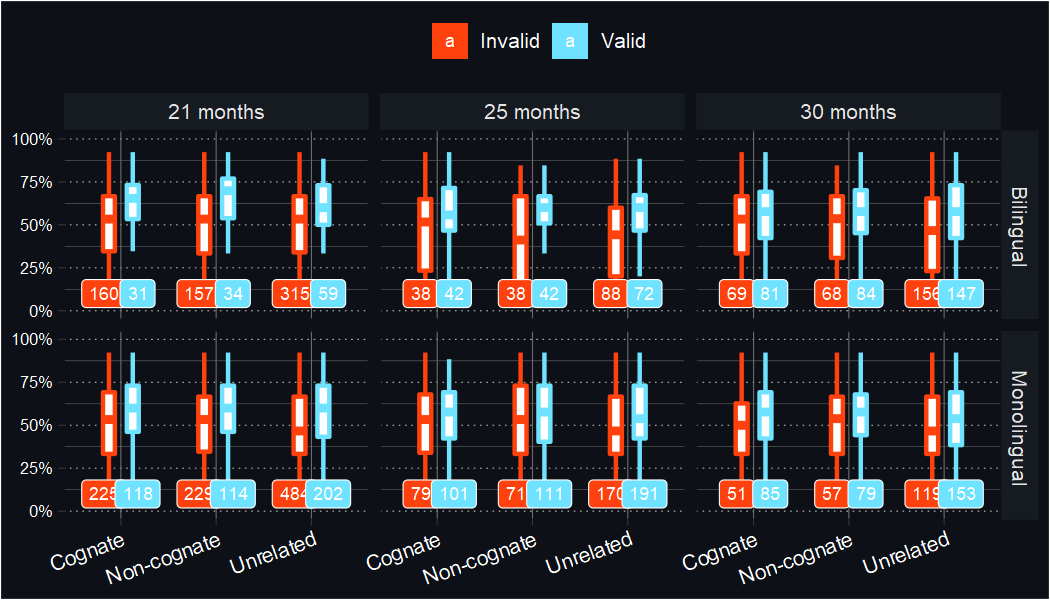 a Invalid a Valid
21 months 25 months 30 months
100%
75%
50%
25%
0%
160 31 157 34 315 59 38 42 38 42 88 72 69 81 68 84 156 147
Bilingual
100%
75%
50%
25%
0%
225 118 229 114 484 202 79 101 71 111 170 191 51 85 57 79 119 153
Monolingual
Cognate Non-cognate Unrelated Cognate Non-cognate Unrelated Cognate Non-cognate Unrelated